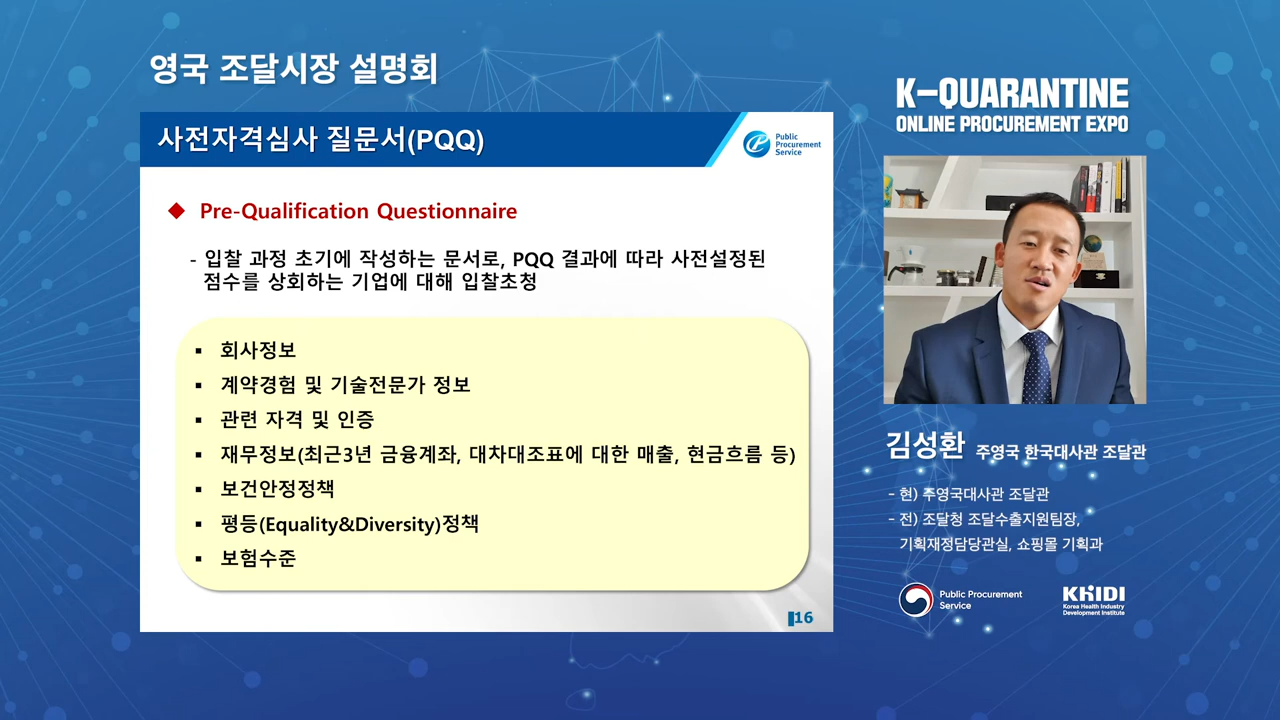 영국 조달시장 설명회
사전자격심사 질문서(PQQ)
Public
Procurement
Service
◆ Pre-Qualification Questionnaire
- 입찰 과정 초기에 작성하는 문서로, PQQ 결과에 따라 사전설정된
점수를 상회하는 기업에 대해 입찰초청
▪ 회사정보
▪ 계약경험 및 기술전문가 정보
▪ 관련 자격 및 인증
▪ 재무정보(최근3년 금융계좌, 대차대조표에 대한 매출, 현금흐름 등)
▪ 보건안정정책
▪ 평등(Equality&Diversity)정책
▪ 보험수준
16
K-QUARANTINE
ONLINE PROCUREMENT EXPO
김성환 주영국 한국대사관 조달관
- 현) 주영국대사관 조달관
- 전) 조달청 조달수출지원팀장,
기획재정담당관실, 쇼핑몰 기획과
Public Procurement
Service
KHIDI
Korea Health Industry
Development Institute